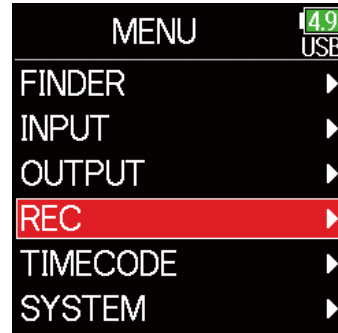 MENU
4.9
USB
FINDER
INPUT
OUTPUT
REC
TIMECODE
SYSTEM